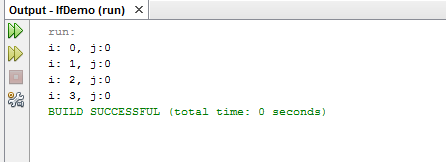 Output - IfDemo (run) ×
run:
i: 0, j:0
i: 1, j:0
i: 2, j:0
i: 3, j:0
BUILD SUCCESSFUL (total time: 0 seconds)